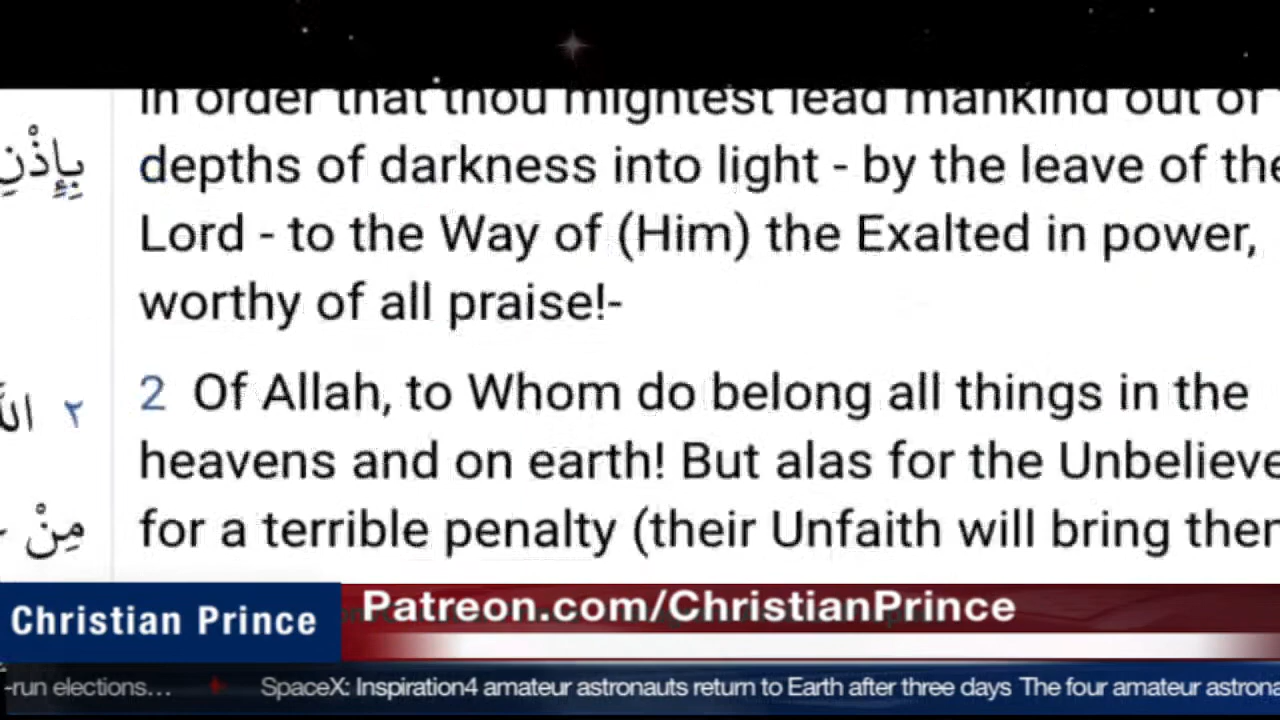 in order that thou mightest lead mankind out of
depths of darkness into light - by the leave of the
Lord - to the Way of (Him) the Exalted in power,
worthy of all praise!-
2 Of Allah, to Whom do belong all things in the
heavens and on earth! But alas for the Unbelieve
for a terrible penalty (their Unfaith will bring then
بِإِذْنِ
٢
مِنْ
Christian Prince
Patreon.com/ChristianPrince
-run elections… SpaceX: Inspiration4 amateur astronauts return to Earth after three days The four amateur astrona